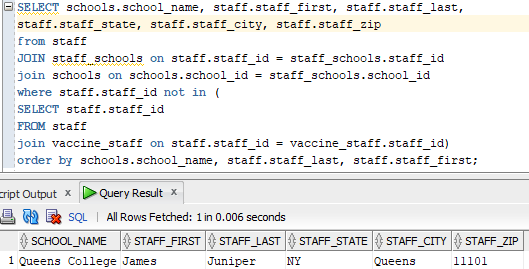 SELECT schools.school_name, staff.staff_first, staff.staff_last,
staff.staff_state, staff.staff_city, staff.staff_zip
from staff
JOIN staff_schools on staff.staff_id = staff_schools.staff_id
join schools on schools.school_id = staff_schools.school_id
where staff.staff_id not in (
SELECT staff.staff_id
FROM staff
join vaccine_staff on staff.staff_id = vaccine_staff.staff_id)
order by schools.school_name, staff.staff_last, staff.staff_first;
cript Output x Query Result x
SQL | All Rows Fetched: 1 in 0.006 seconds
SCHOOL_NAME STAFF_FIRST STAFF_LAST STAFF_STATE STAFF_CITY STAFF_ZIP
1 Queens College James Juniper NY Queens 11101